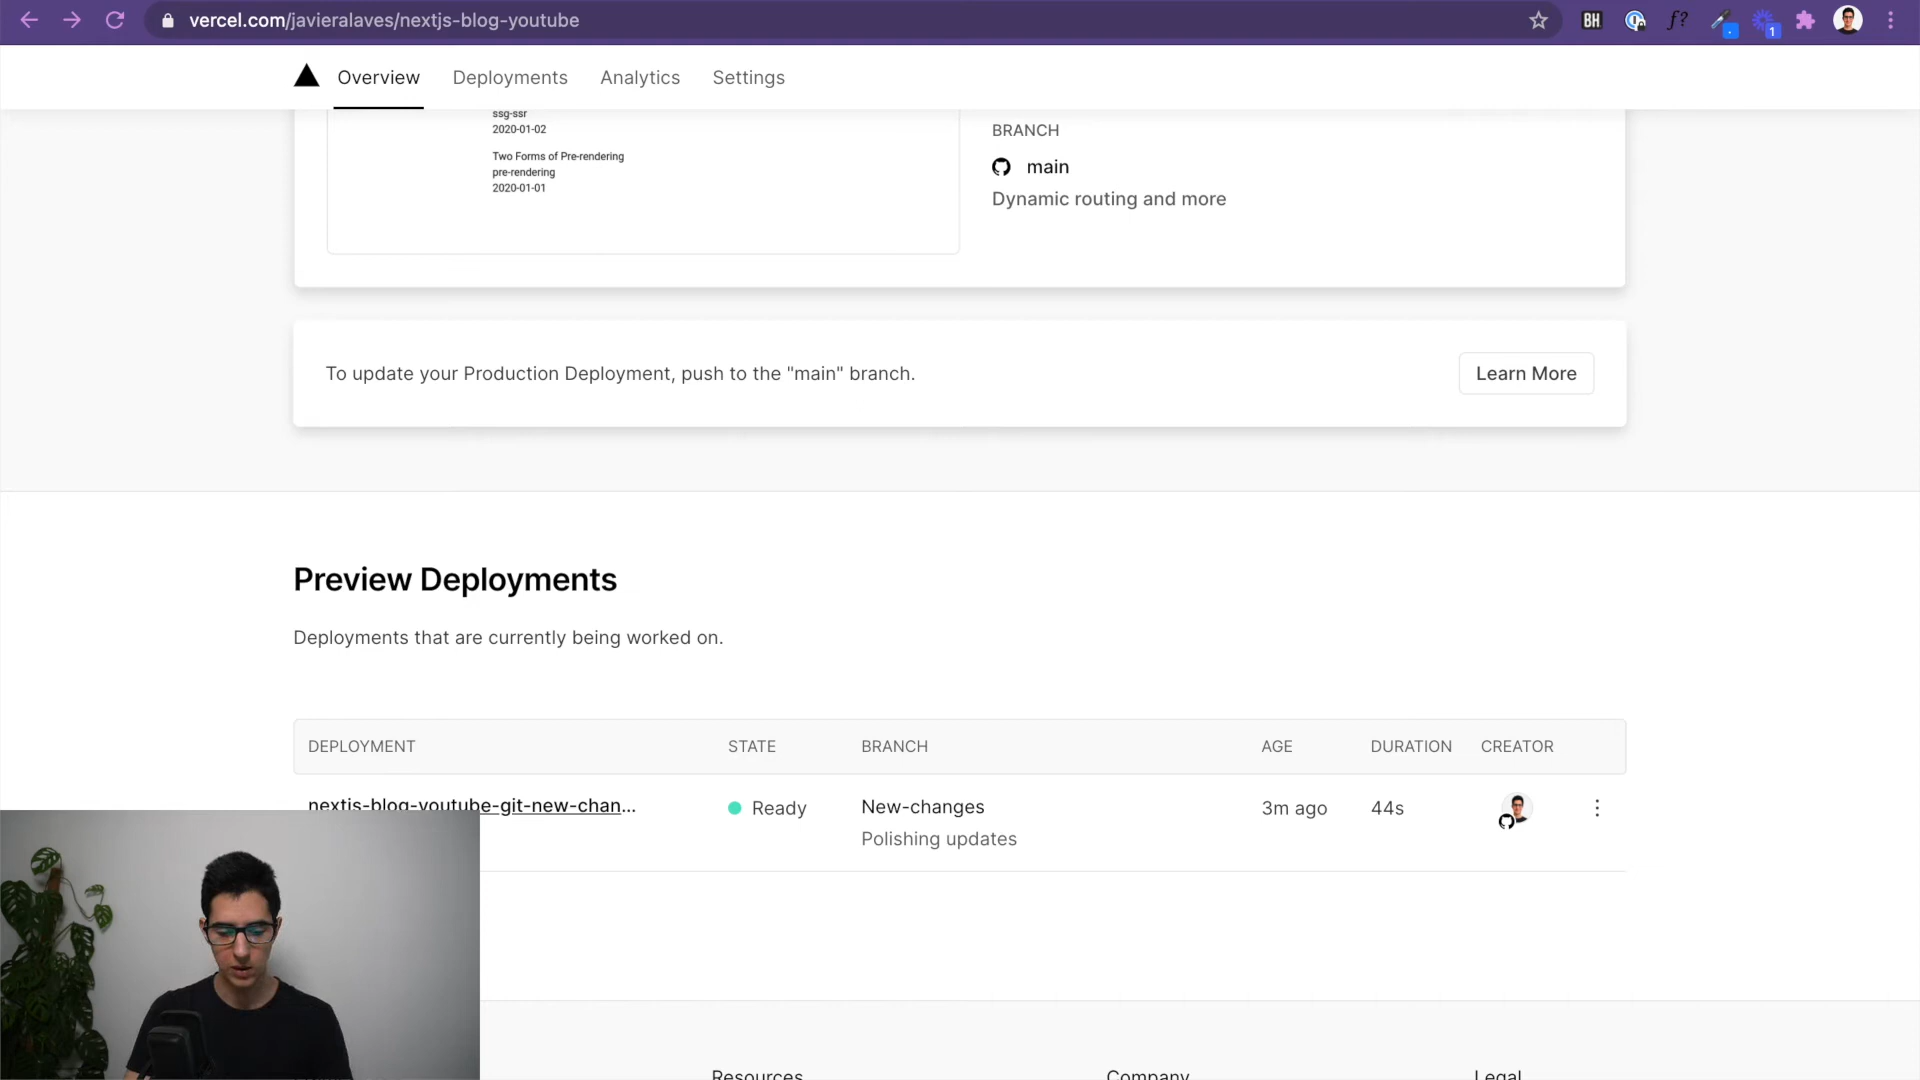 vercel.com/javieralaves/nextjs-blog-youtube
BH
f?
1
Overview
Deployments
Analytics
Settings
ssg-ssr
2020-01-02
Two Forms of Pre-rendering
pre-rendering
2020-01-01
BRANCH
main
Dynamic routing and more
To update your Production Deployment, push to the "main" branch.
Learn More
Preview Deployments
Deployments that are currently being worked on.
DEPLOYMENT
STATE
BRANCH
AGE
DURATION
CREATOR
nextjs-blog-youtube-git-new-chan...
Ready
New-changes
3m ago
44s
Polishing updates
Resources
Company
Legal